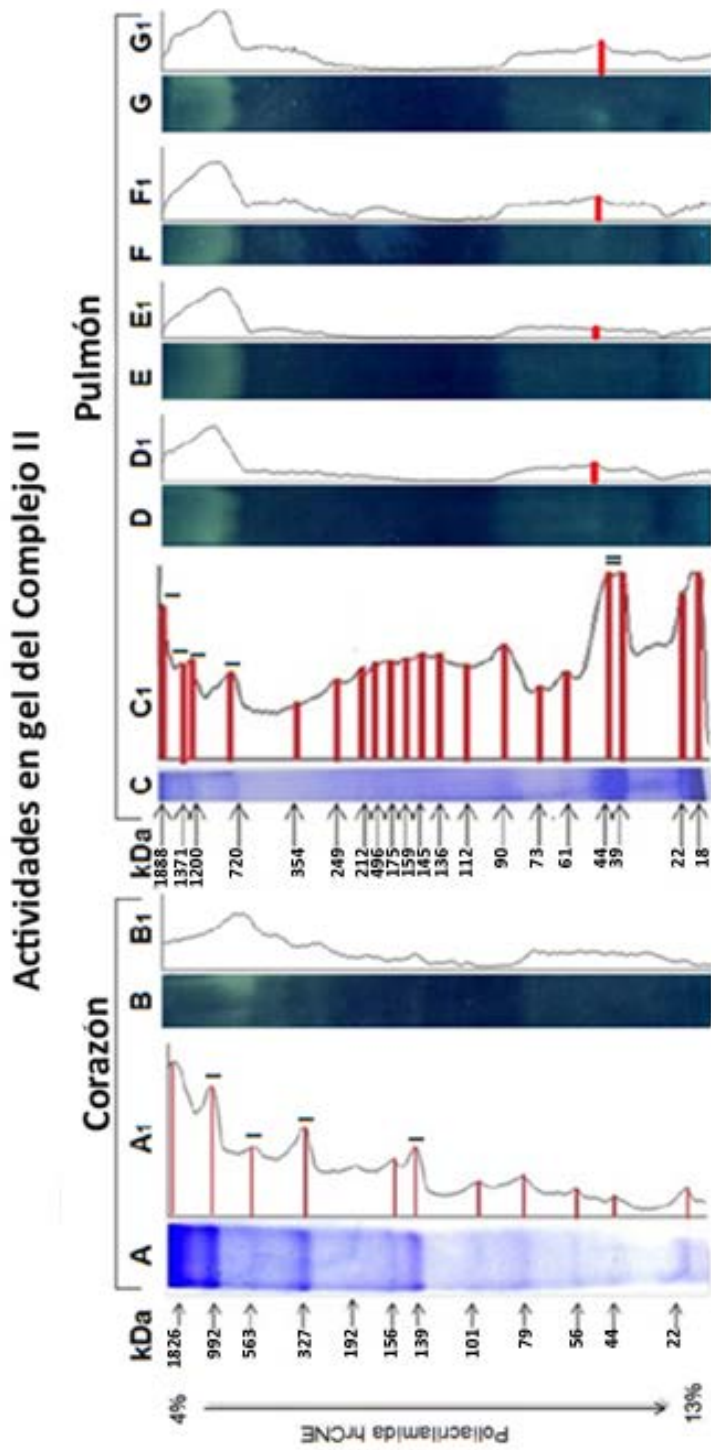 Actividades en gel del Complejo II
Corazón
Pulmón
kDa
A
A1
B
B1
kDa
C
C1
D
D1
E
E1
F
F1
G
G1
4%
Poliacrilamida hrCNE
13%
1826
992
563
327
192
156
139
101
79
56
44
22
I
I
I
I
1888
1371
1200
720
354
249
212
496
175
159
145
136
112
90
73
61
44
39
22
18
I
I
I
I
II